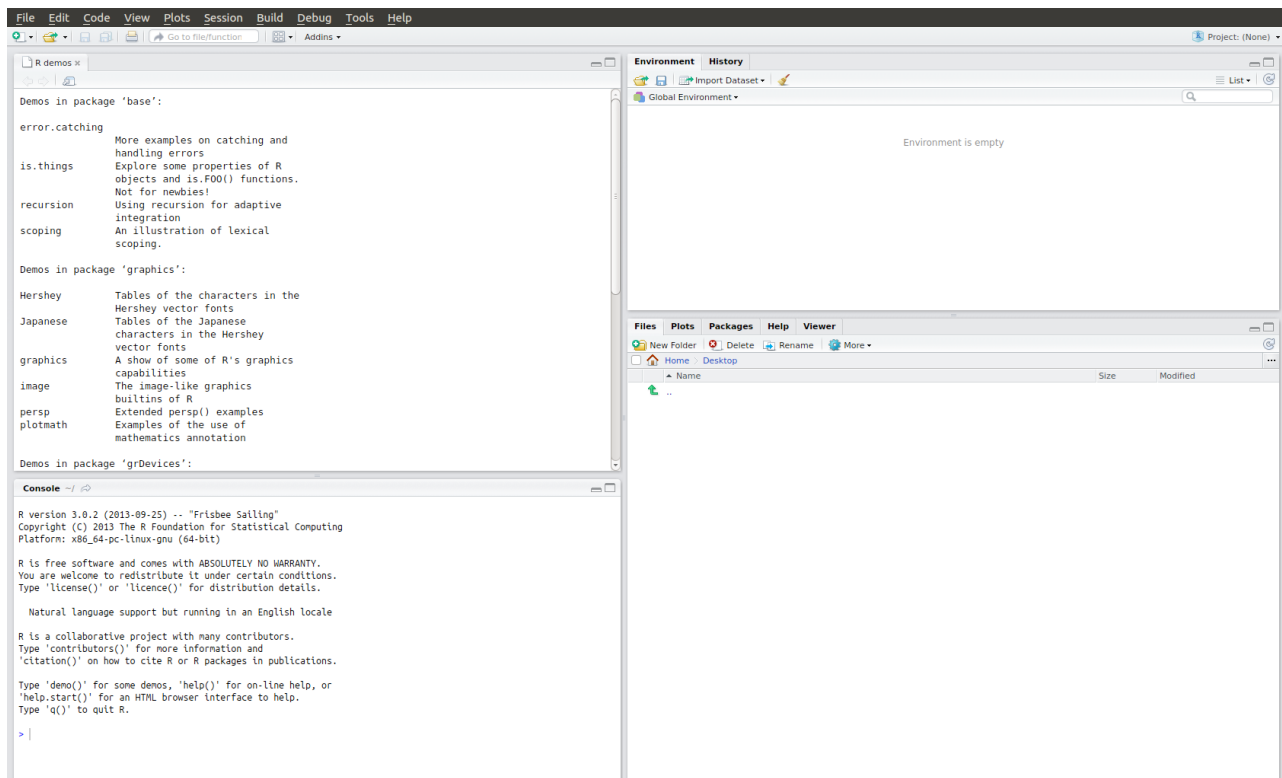 File Edit Code View Plots Session Build Debug Tools Help
Go to file/function Addins Project: (None)
R demos
Demos in package ‘base’:
error.catching
More examples on catching and
handling errors
is.things Explore some properties of R
objects and is.FOO() functions.
Not for newbies!
recursion Using recursion for adaptive
integration
scoping An illustration of lexical
scoping.
Demos in package ‘graphics’:
Hershey Tables of the characters in the
Hershey vector fonts
Japanese Tables of the Japanese
characters in the Hershey
vector fonts
graphics A show of some of R's graphics
capabilities
image The image-like graphics
builtins of R
persp Extended persp() examples
plotmath Examples of the use of
mathematics annotation
Demos in package ‘grDevices’:
Console ~/
R version 3.0.2 (2013-09-25) -- "Frisbee Sailing"
Copyright (C) 2013 The R Foundation for Statistical Computing
Platform: x86_64-pc-linux-gnu (64-bit)
R is free software and comes with ABSOLUTELY NO WARRANTY.
You are welcome to redistribute it under certain conditions.
Type 'license()' or 'licence()' for distribution details.
Natural language support but running in an English locale
R is a collaborative project with many contributors.
Type 'contributors()' for more information and
'citation()' on how to cite R or R packages in publications.
Type 'demo()' for some demos, 'help()' for on-line help, or
'help.start()' for an HTML browser interface to help.
Type 'q()' to quit R.
>
Environment History
Import Dataset List
Global Environment
Environment is empty
Files Plots Packages Help Viewer
New Folder Delete Rename More
Home Desktop ...
Name Size Modified
..